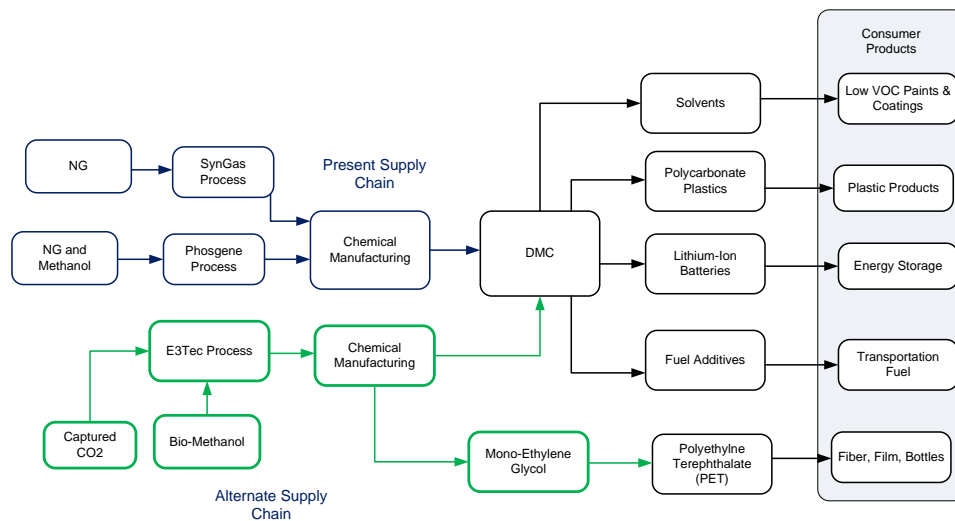 Consumer
Products
Solvents
Low VOC Paints &
Coatings
NG
SynGas
Process
Present Supply
Chain
Polycarbonate
Plastics
Plastic Products
NG and
Methanol
Phosgene
Process
Chemical
Manufacturing
DMC
Lithium-Ion
Batteries
Energy Storage
E3Tec Process
Chemical
Manufacturing
Fuel Additives
Transportation
Fuel
Captured
CO2
Bio-Methanol
Mono-Ethylene
Glycol
Polyethylne
Terephthalate
(PET)
Fiber, Film, Bottles
Alternate Supply
Chain